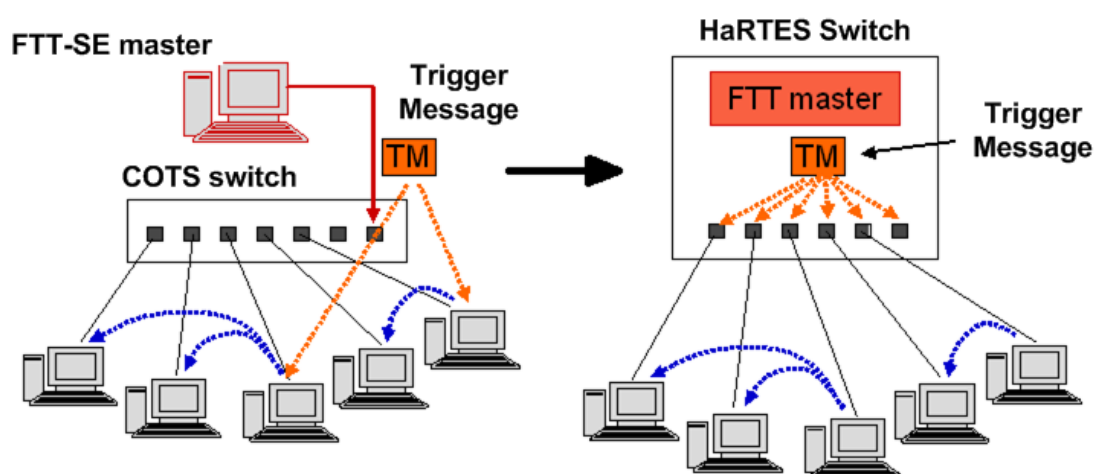 FTT-SE master
Trigger
Message
TM
COTS switch
HaRTES Switch
FTT master
TM
Trigger
Message